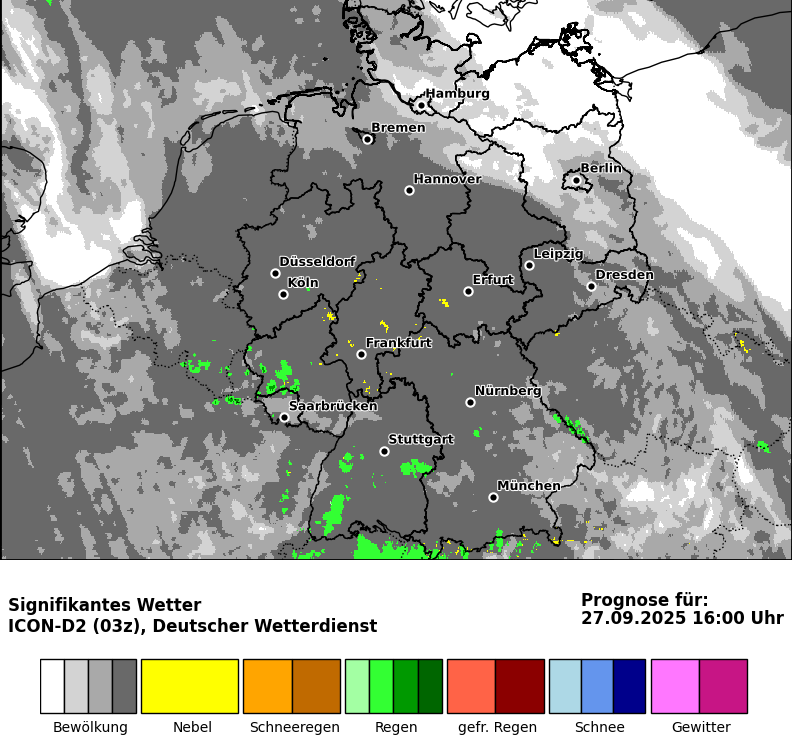 Hamburg
Bremen
Berlin
Hannover
Düsseldorf
Leipzig
Köln
Erfurt
Dresden
Frankfurt
Nürnberg
Saarbrücken
Stuttgart
München
Signifikantes Wetter
ICON-D2 (03z), Deutscher Wetterdienst
Prognose für:
27.09.2025 16:00 Uhr
Bewölkung
Nebel
Schneeregen
Regen
gefr. Regen
Schnee
Gewitter